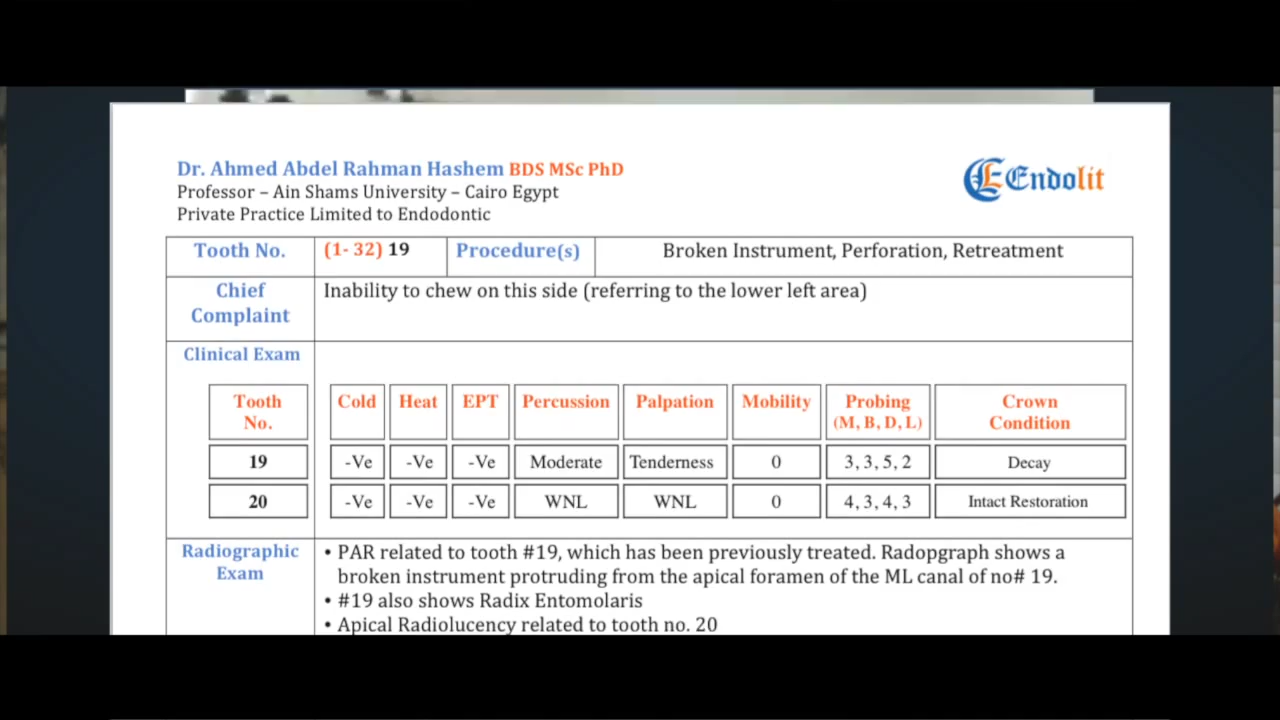 Dr. Ahmed Abdel Rahman Hashem BDS MSc PhD
Professor – Ain Shams University – Cairo Egypt
Private Practice Limited to Endodontic
Endolit
Tooth No. (1- 32) 19 Procedure(s) Broken Instrument, Perforation, Retreatment
Chief Complaint
Inability to chew on this side (referring to the lower left area)
Clinical Exam
Tooth No. Cold Heat EPT Percussion Palpation Mobility Probing (M, B, D, L) Crown Condition
19 -Ve -Ve -Ve Moderate Tenderness 0 3, 3, 5, 2 Decay
20 -Ve -Ve -Ve WNL WNL 0 4, 3, 4, 3 Intact Restoration
Radiographic Exam
• PAR related to tooth #19, which has been previously treated. Radopgraph shows a
broken instrument protruding from the apical foramen of the ML canal of no# 19.
• #19 also shows Radix Entomolaris
• Apical Radiolucency related to tooth no. 20